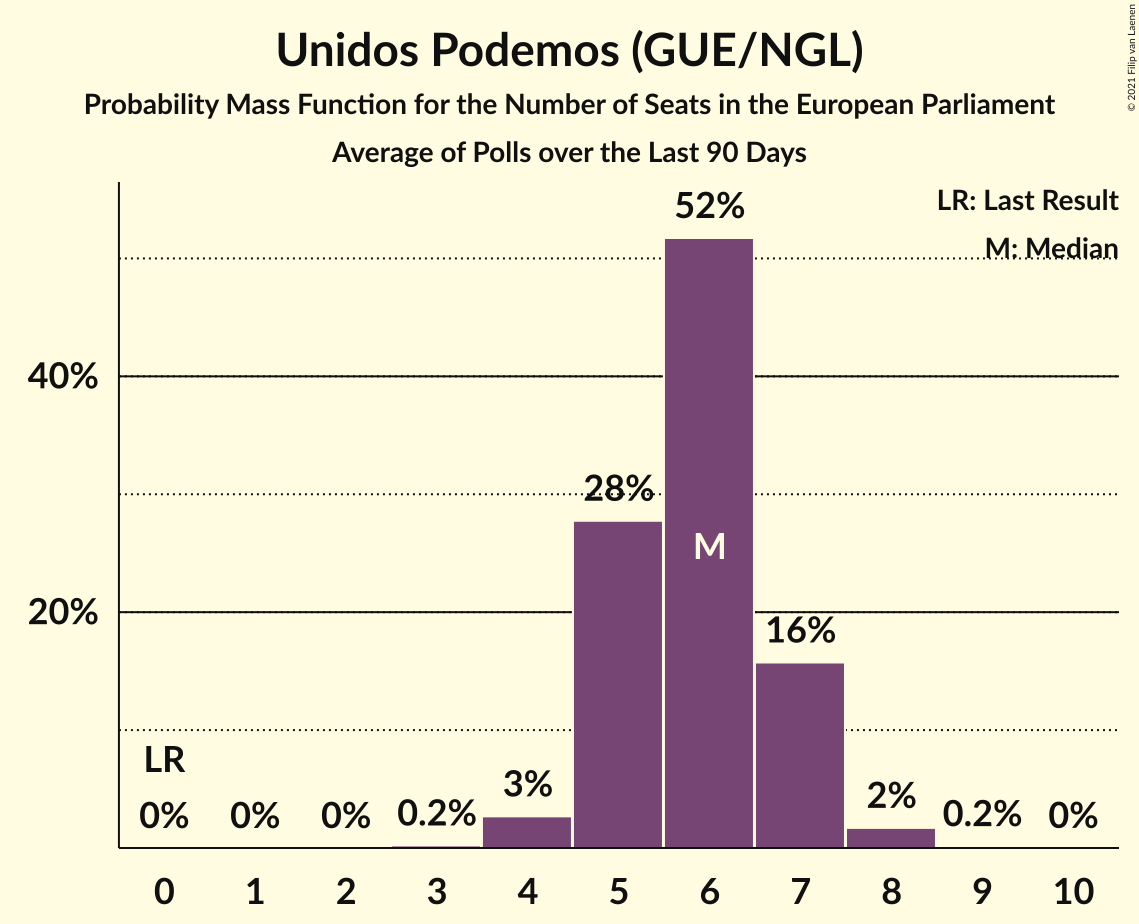 Unidos Podemos (GUE/NGL)
Probability Mass Function for the Number of Seats in the European Parliament
Average of Polls over the Last 90 Days
© 2021 Filip van Laenen
LR: Last Result
M: Median
52%
40%
28%
M
20%
16%
LR
0%
0%
0%
0.2%
3%
2%
0.2%
0%
0 1 2 3 4 5 6 7 8 9 10